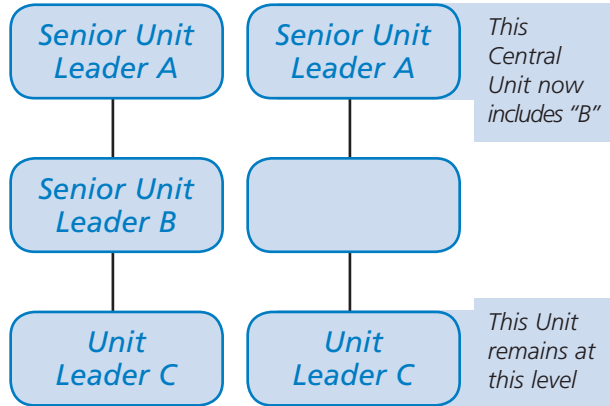 Senior Unit
Leader A
Senior Unit
Leader A
This
Central
Unit now
includes “B”
Senior Unit
Leader B
Unit
Leader C
Unit
Leader C
This Unit
remains at
this level